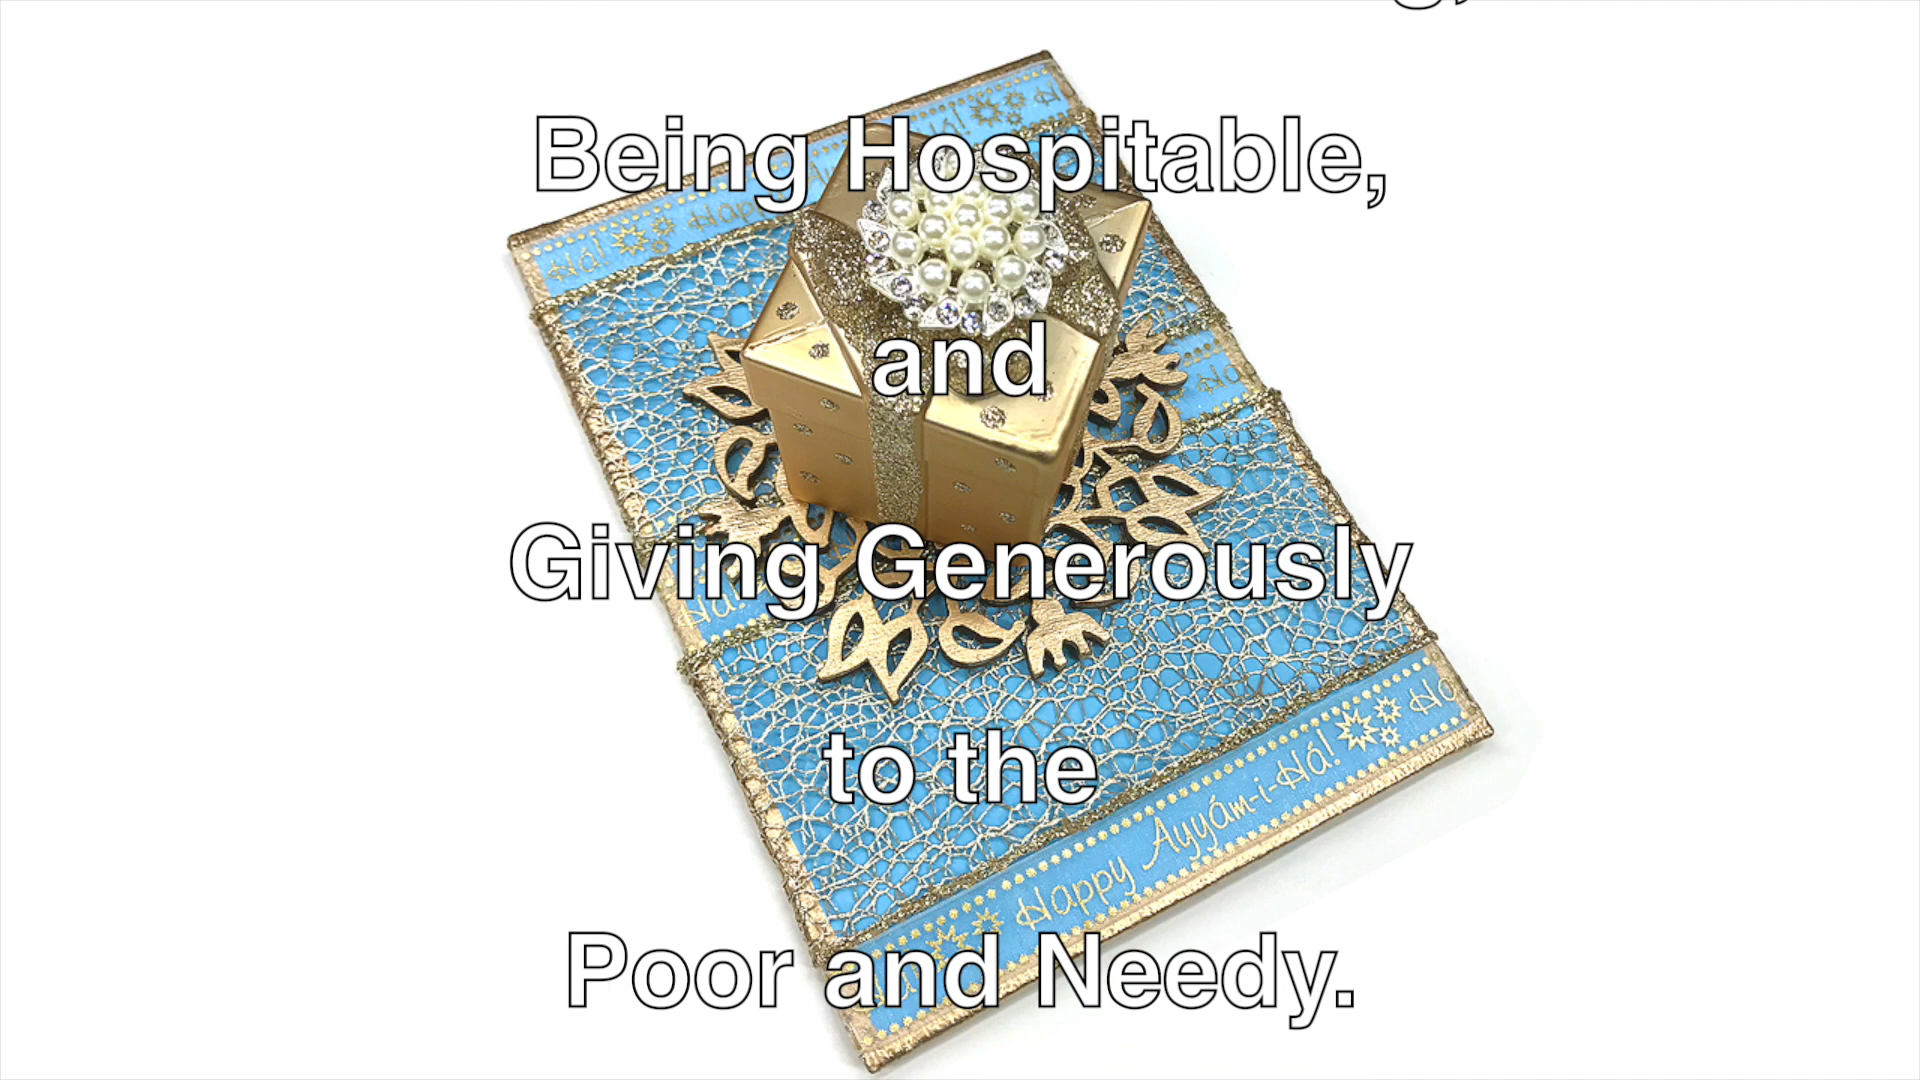 Being Hospitable,
and
Giving Generously
to the
Poor and Needy.
Happy Ayyám-i-Há!